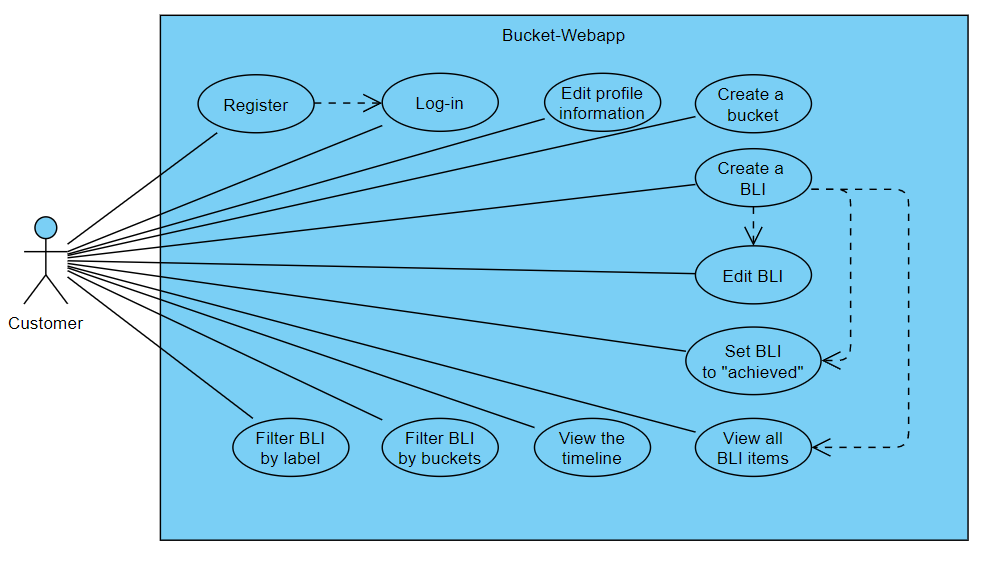 Bucket-Webapp
Register
Log-in
Edit profile
information
Create a
bucket
Create a
BLI
Edit BLI
Customer
Set BLI
to "achieved"
Filter BLI
by label
Filter BLI
by buckets
View the
timeline
View all
BLI items